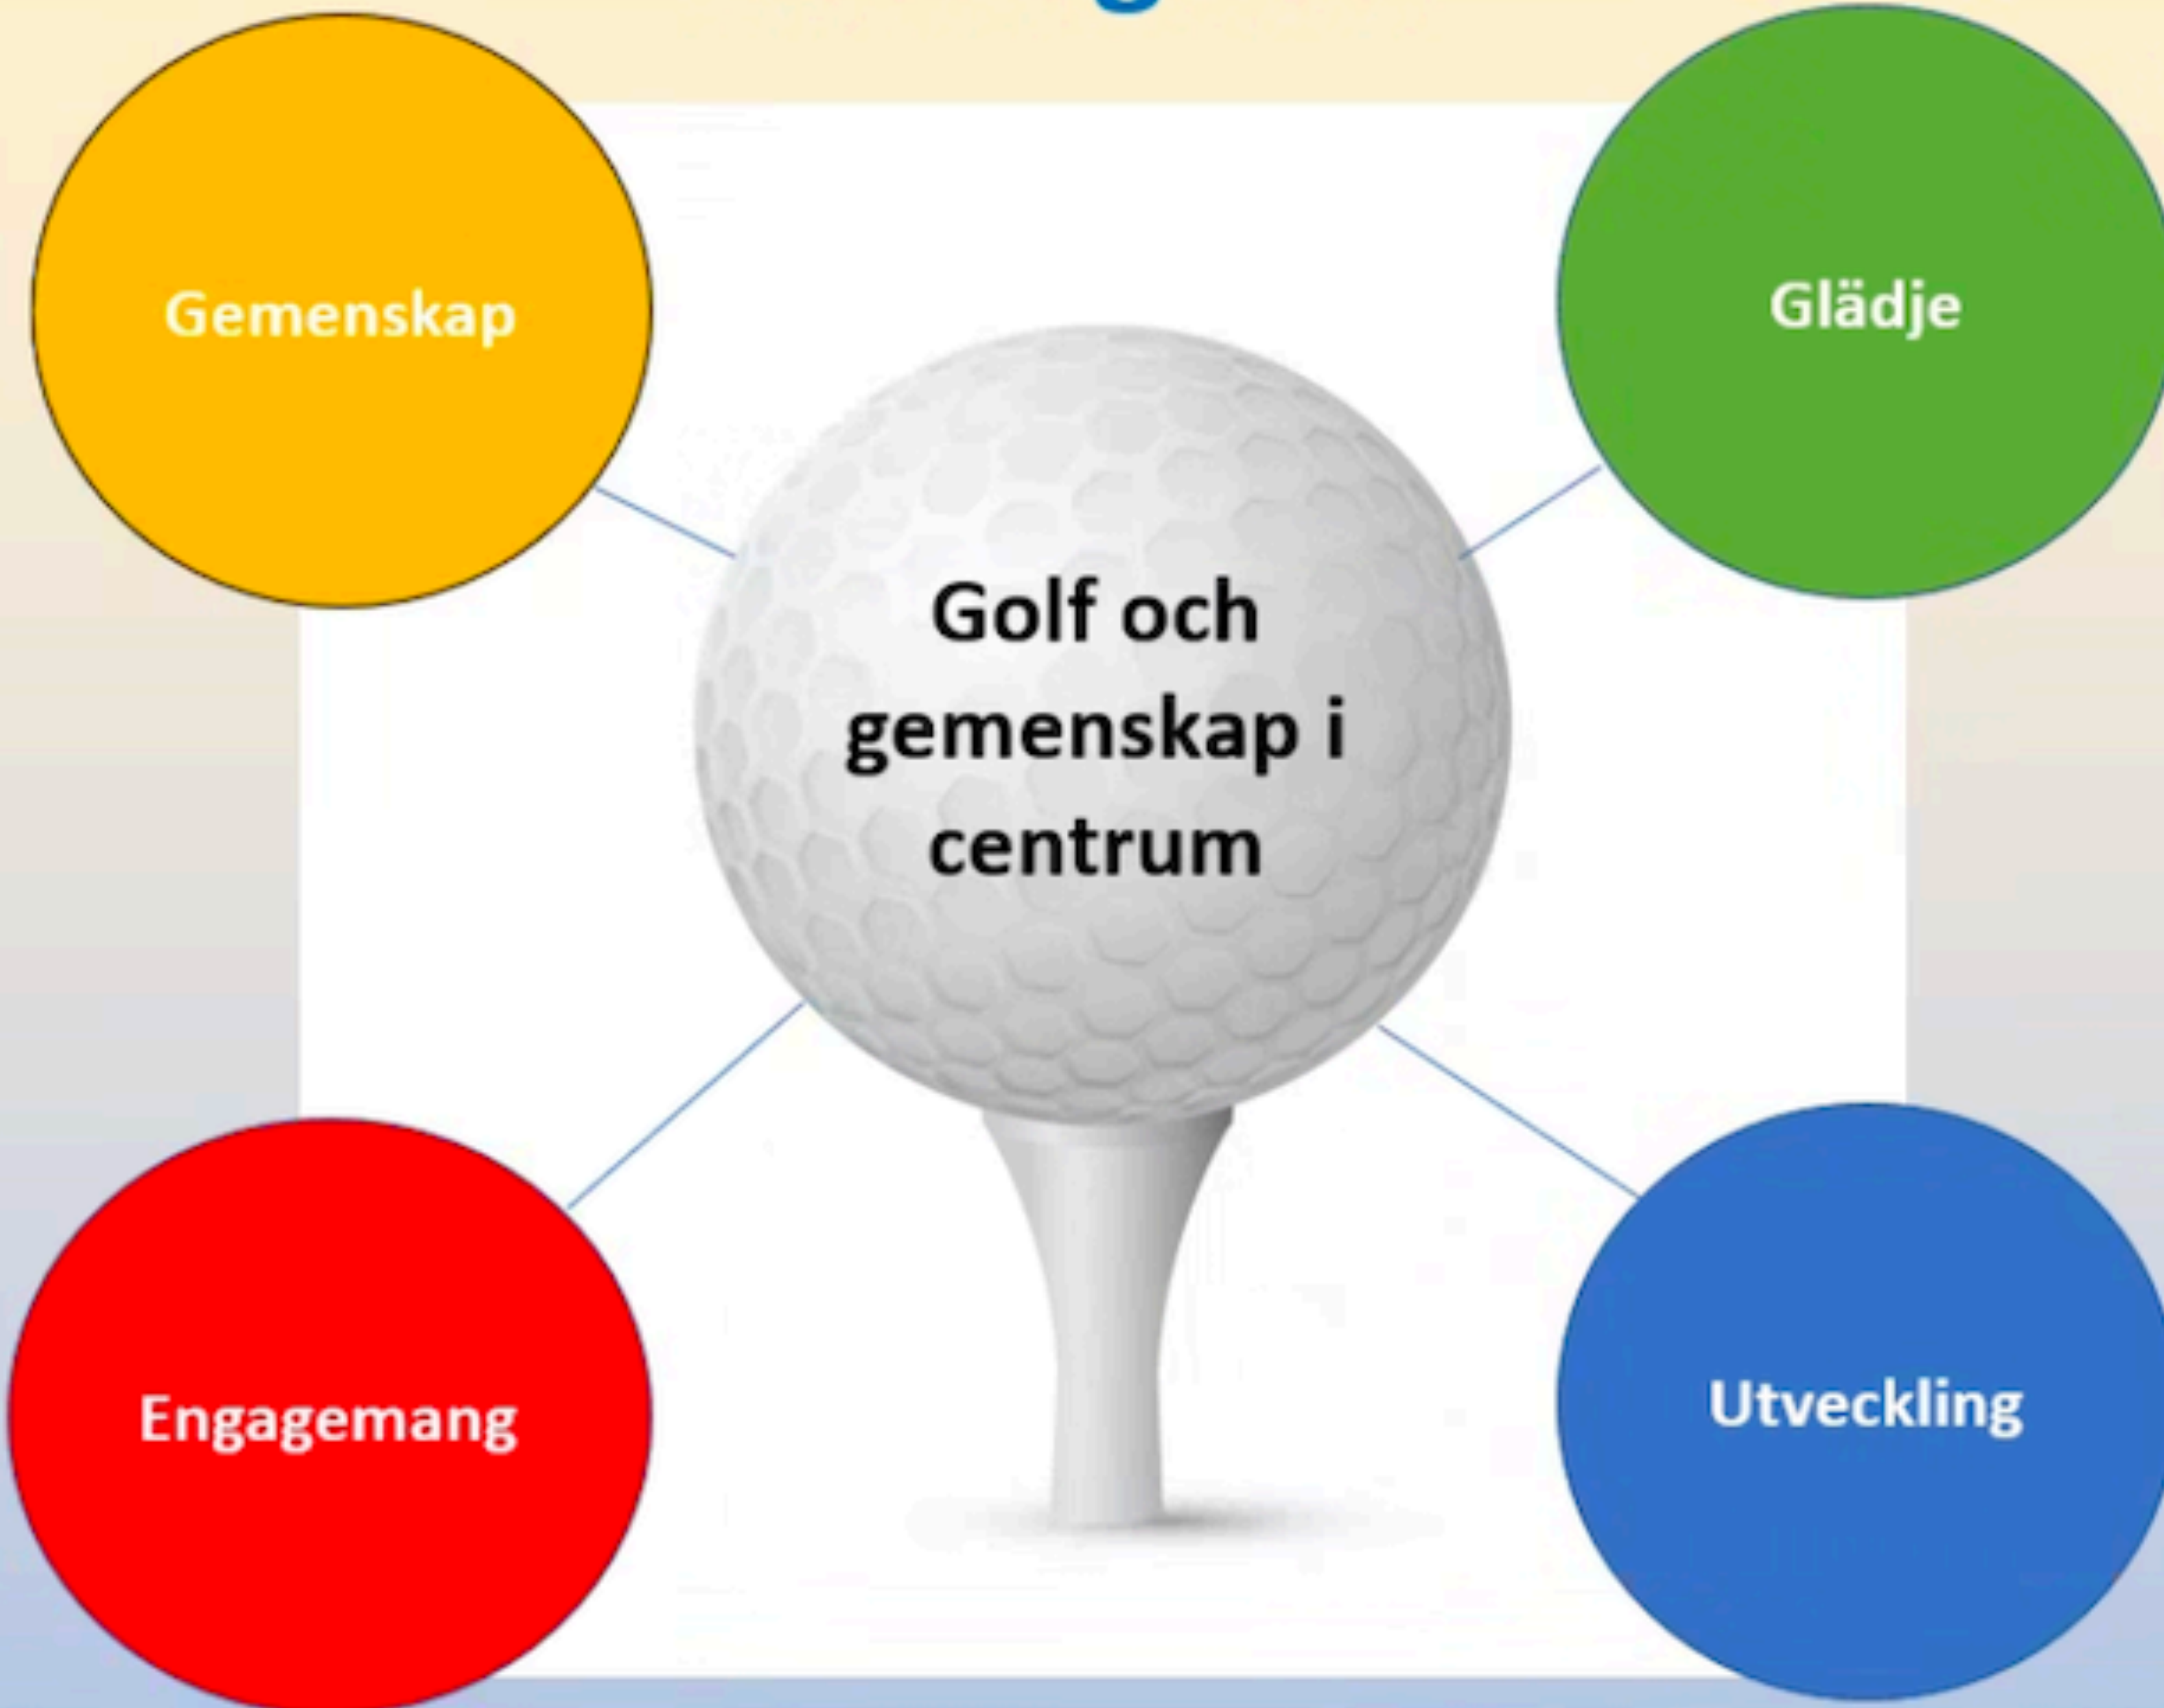 Gemenskap
Glädje
Golf och
gemenskap i
centrum
Engagemang
Utveckling